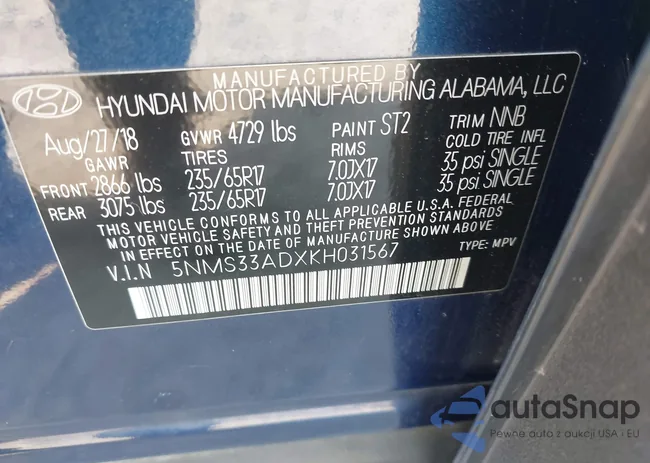 MANUFACTURED BY
HYUNDAI MOTOR MANUFACTURING ALABAMA, LLC
Aug/27/18 GVWR 4729 lbs PAINT ST2 TRIM NNB
GAWR TIRES RIMS COLD TIRE INFL
FRONT 2866 lbs 235/65R17 7.0JX17 35 psi SINGLE
REAR 3075 lbs 235/65R17 7.0JX17 35 psi SINGLE
THIS VEHICLE CONFORMS TO ALL APPLICABLE U.S.A. FEDERAL
MOTOR VEHICLE SAFETY AND THEFT PREVENTION STANDARDS
IN EFFECT ON THE DATE OF MANUFACTURE SHOWN ABOVE.
V.I.N 5NMS33ADXKH031567 TYPE: MPV
autoSnap
Pewne auto z aukcji USA i EU